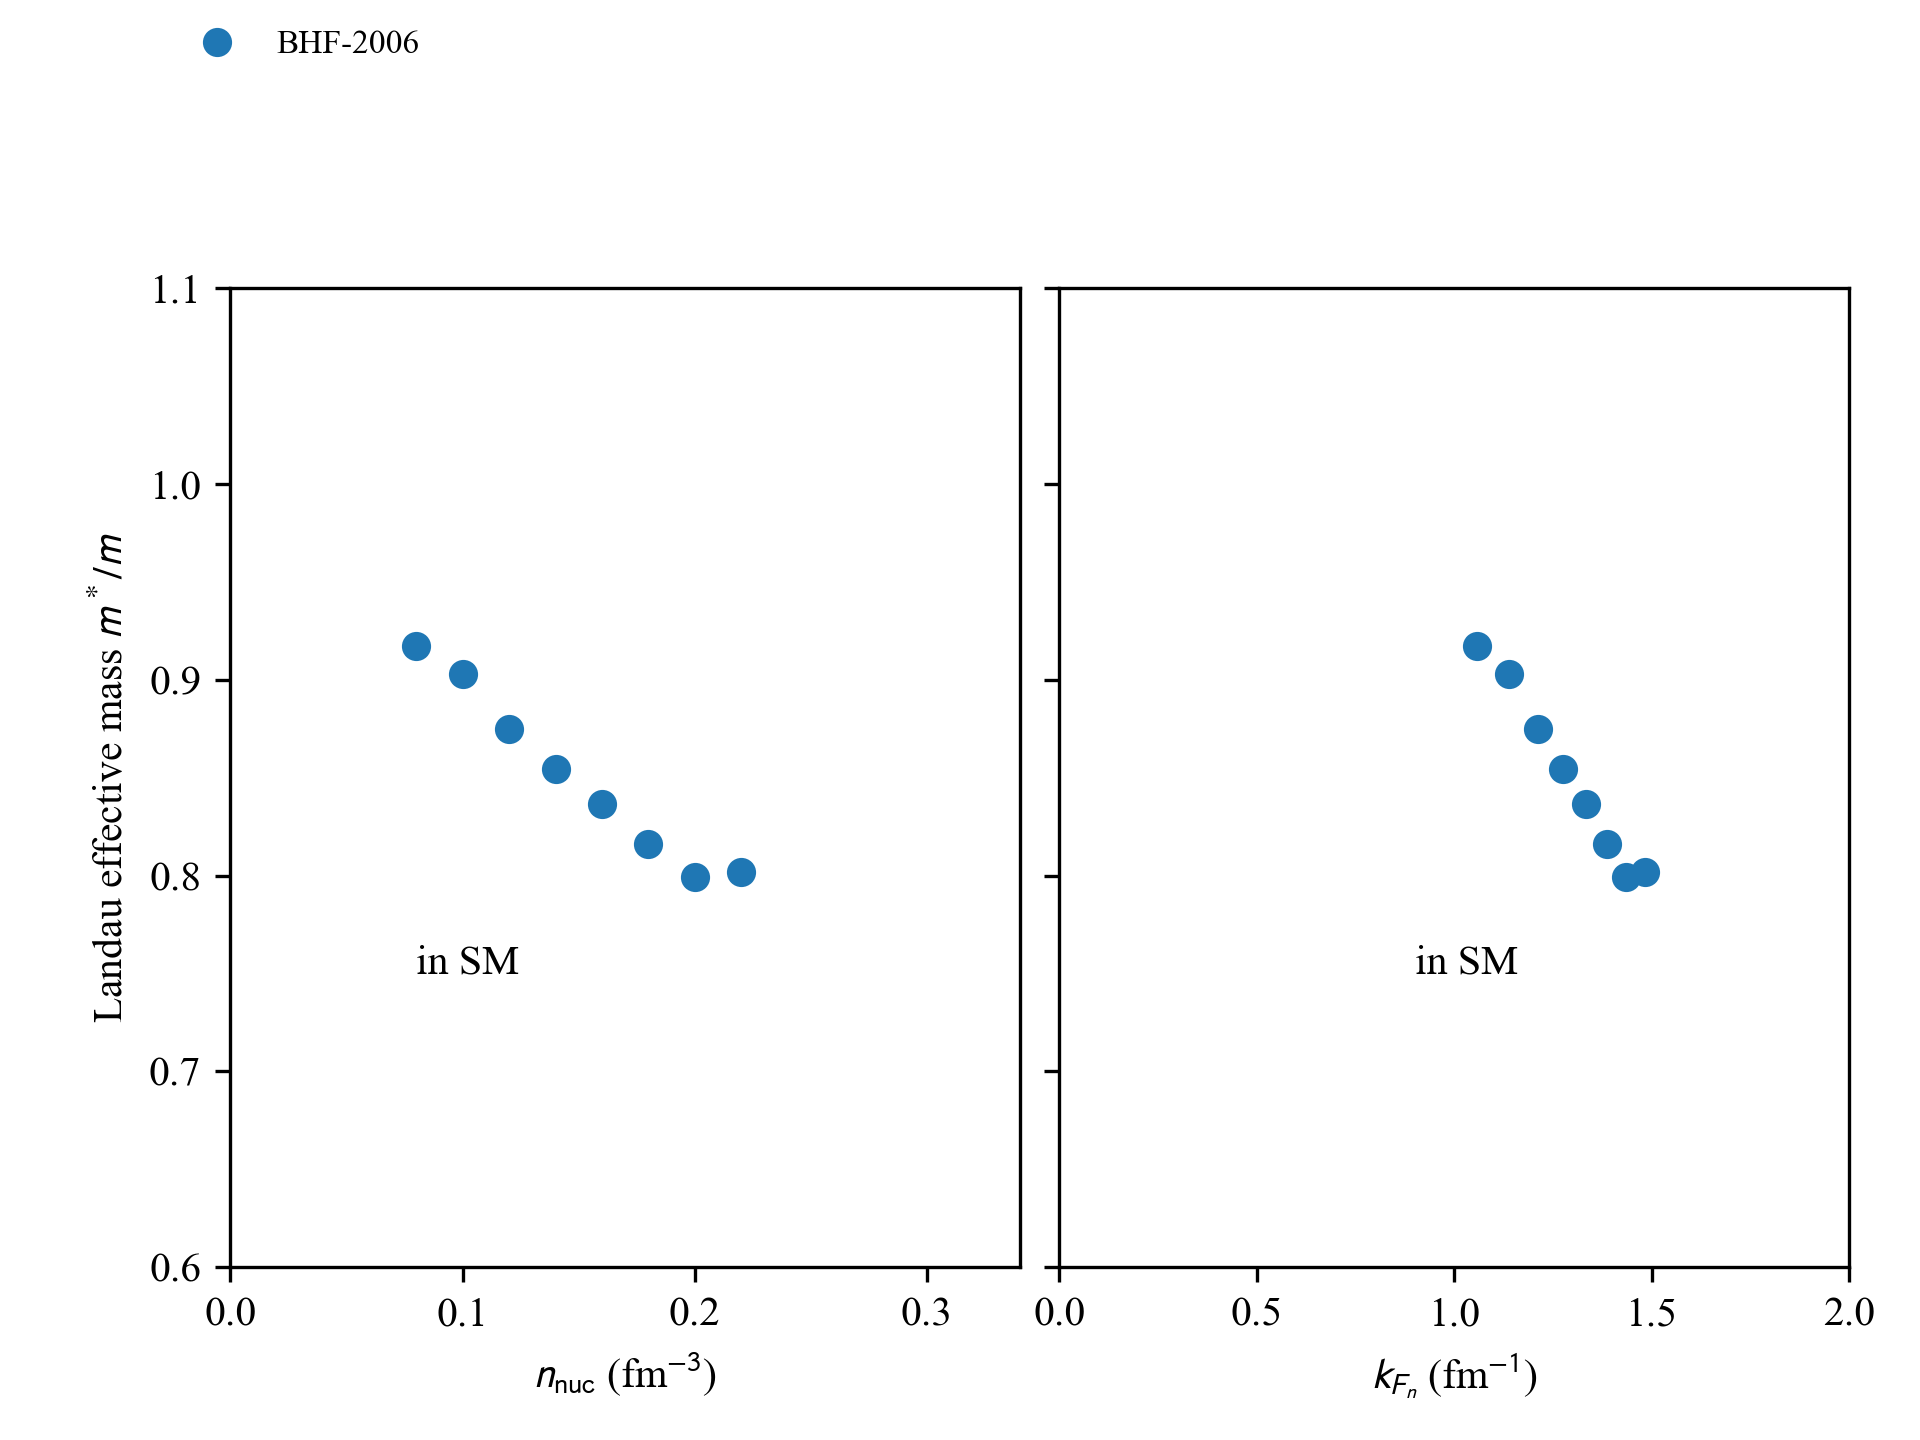 BHF-2006
Landau effective mass m*/m
1.1
1.0
0.9
0.8
0.7
0.6
in SM
in SM
0.0 0.1 0.2 0.3
0.0 0.5 1.0 1.5 2.0
n_nuc (fm⁻³)
k_F_n (fm⁻¹)